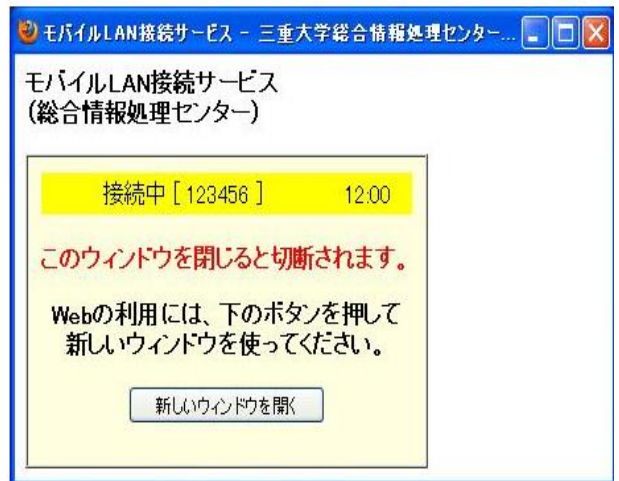 モバイルLAN接続サービス - 三重大学総合情報処理センター...
モバイルLAN接続サービス
(総合情報処理センター)
接続中 [ 123456 ] 12:00
このウィンドウを閉じると切断されます。
Webの利用には、下のボタンを押して
新しいウィンドウを使ってください。
新しいウィンドウを開く